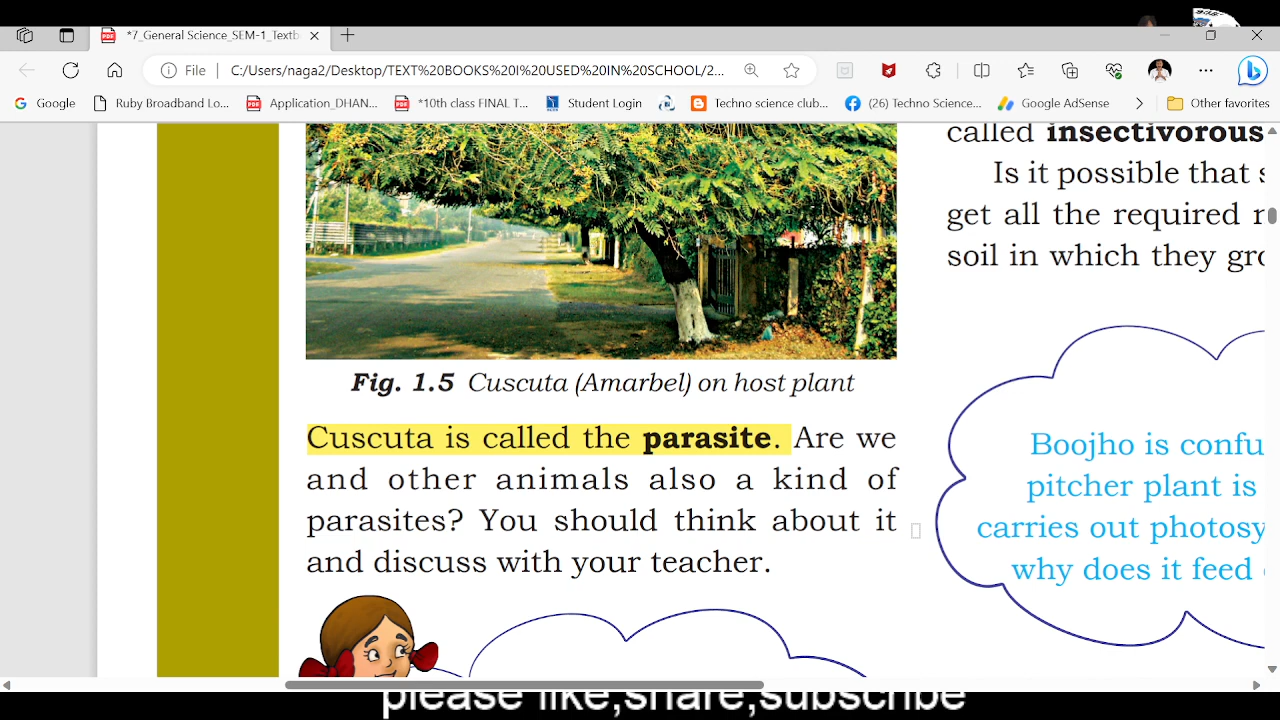 *7_General Science_SEM-1_Textb
File
C:/Users/naga2/Desktop/TEXT%20BOOKS%20I%20USED%20IN%20SCHOOL/2...
Google
Ruby Broadband Lo...
Application_DHAN...
*10th class FINAL T...
Student Login
Techno science club...
(26) Techno Science...
Google AdSense
Other favorites
Fig. 1.5 Cuscuta (Amarbel) on host plant
Cuscuta is called the parasite. Are we
and other animals also a kind of
parasites? You should think about it
and discuss with your teacher.
called insectivorous
Is it possible that s
get all the required r
soil in which they gro
Boojho is confu
pitcher plant is
carries out photosy
why does it feed
please like,share,subscribe